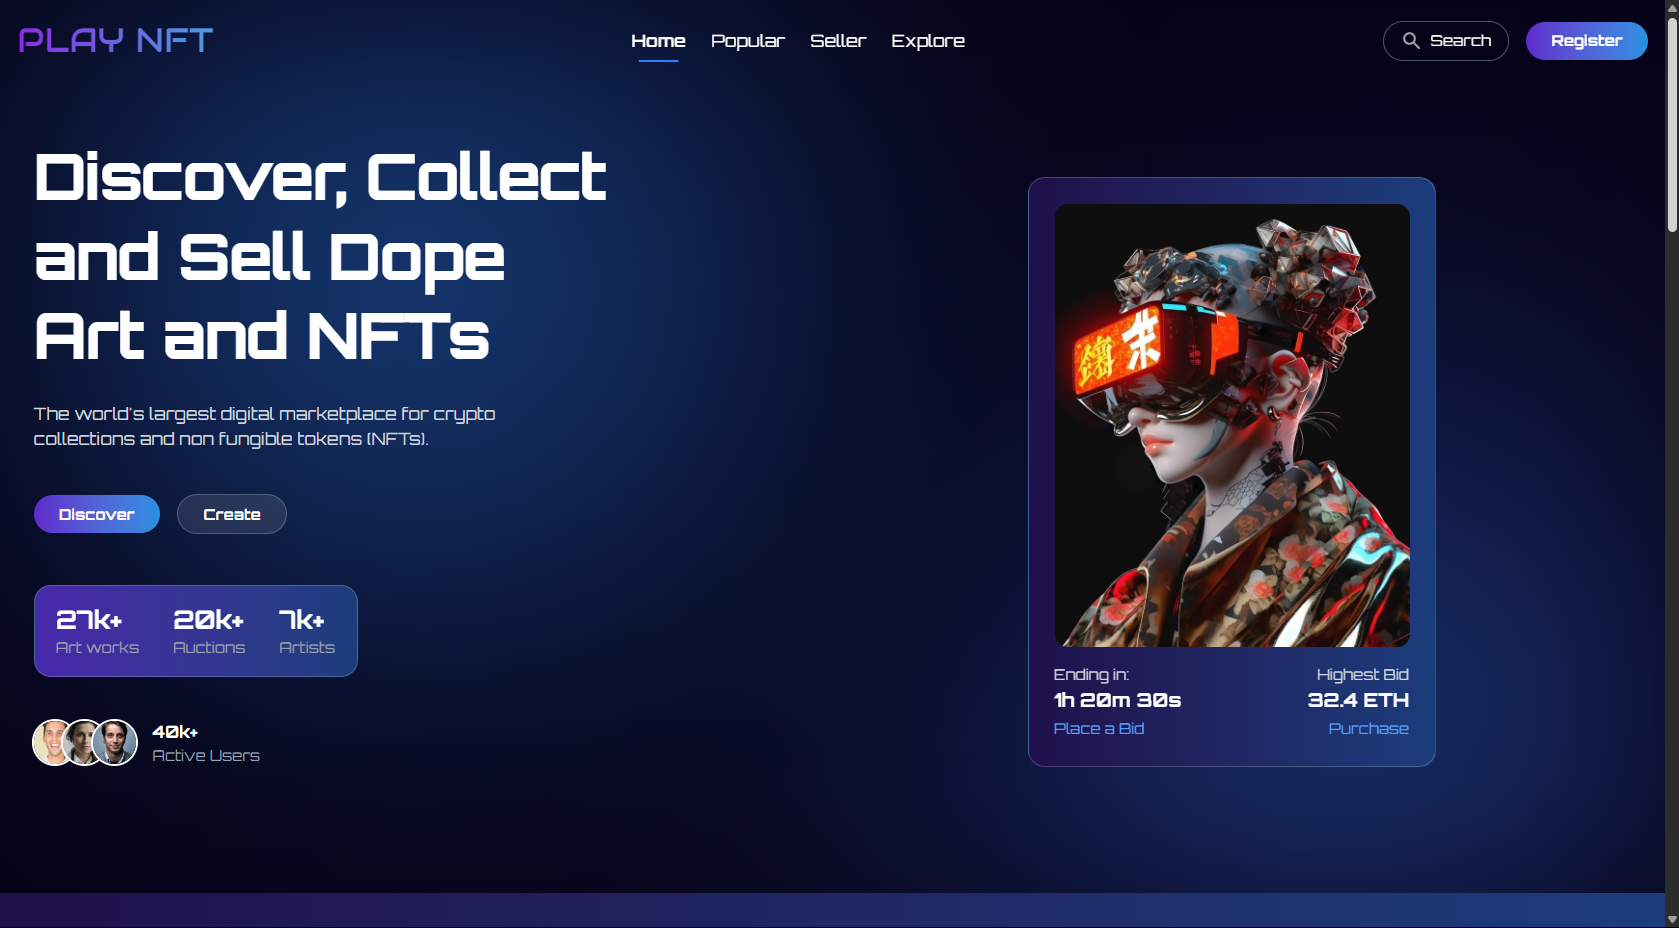 PLAY NFT
Home Popular Seller Explore
Search Register
Discover, Collect
and Sell Dope
Art and NFTs
The world's largest digital marketplace for crypto
collections and non fungible tokens (NFTs).
Discover Create
27k+ 20k+ 7k+
Art works Auctions Artists
40k+
Active Users
Ending in: Highest Bid
1h 20m 30s 32.4 ETH
Place a Bid Purchase